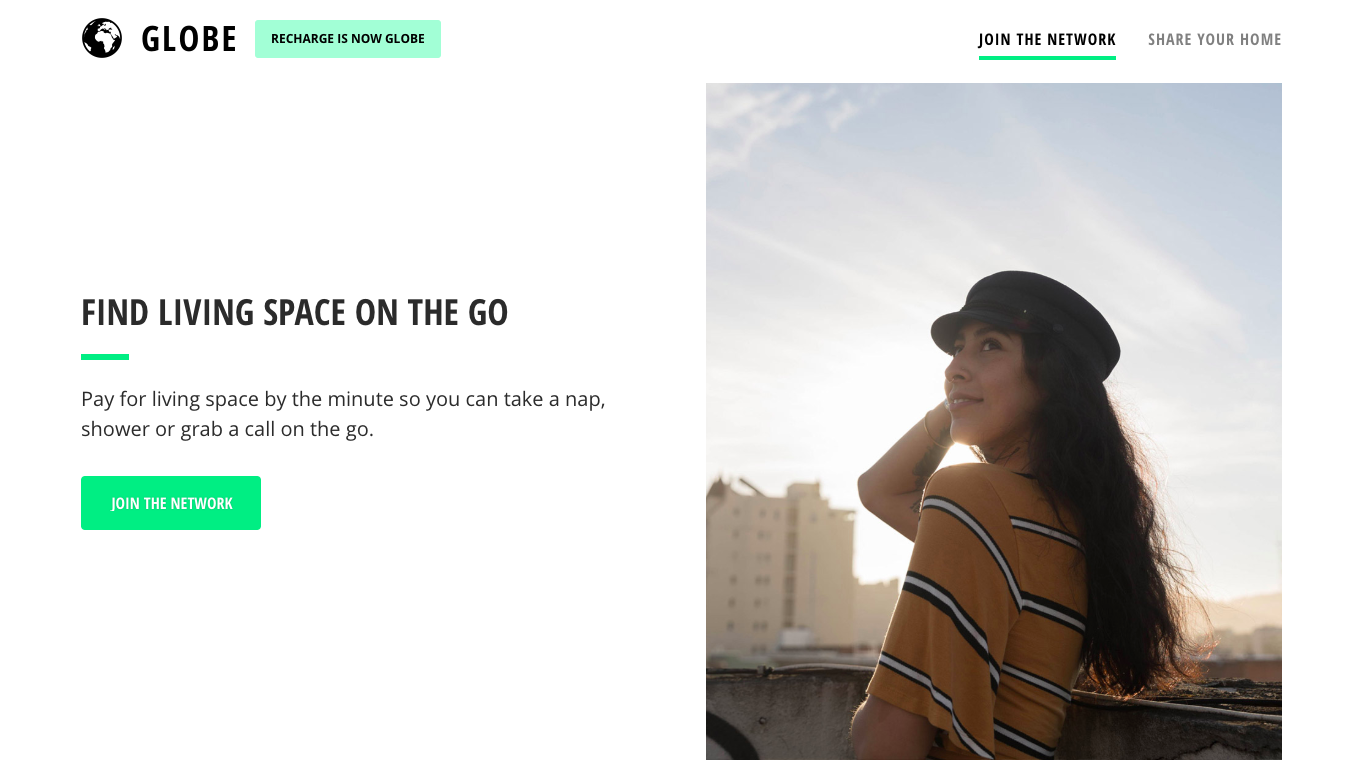 GLOBE
RECHARGE IS NOW GLOBE
JOIN THE NETWORK
SHARE YOUR HOME
FIND LIVING SPACE ON THE GO
Pay for living space by the minute so you can take a nap,
shower or grab a call on the go.
JOIN THE NETWORK